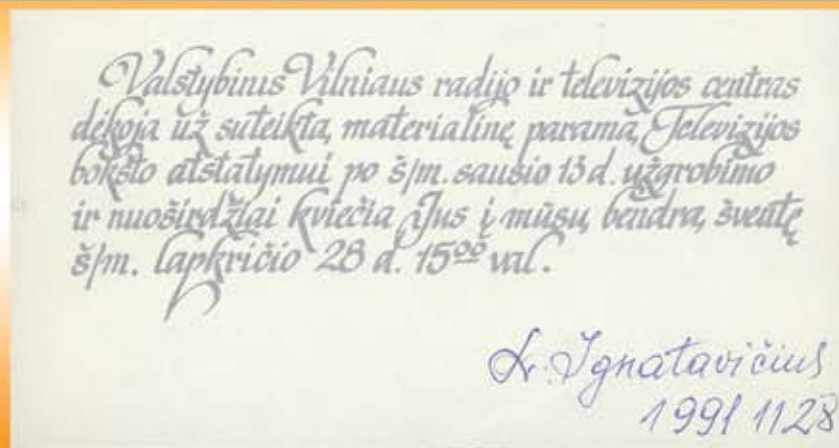 Valstybinis Vilniaus radijo ir televizijos centras
dėkoja už suteiktą materialinę paramą Televizijos
bokšto atstatymui po š/m. sausio 13 d. užgrobimo
ir nuoširdžiai kviečia Jus į mūsų bendrą šventę
š/m. lapkričio 28 d. 15⁰⁰ val.
Ignatavičius
1991 11 28